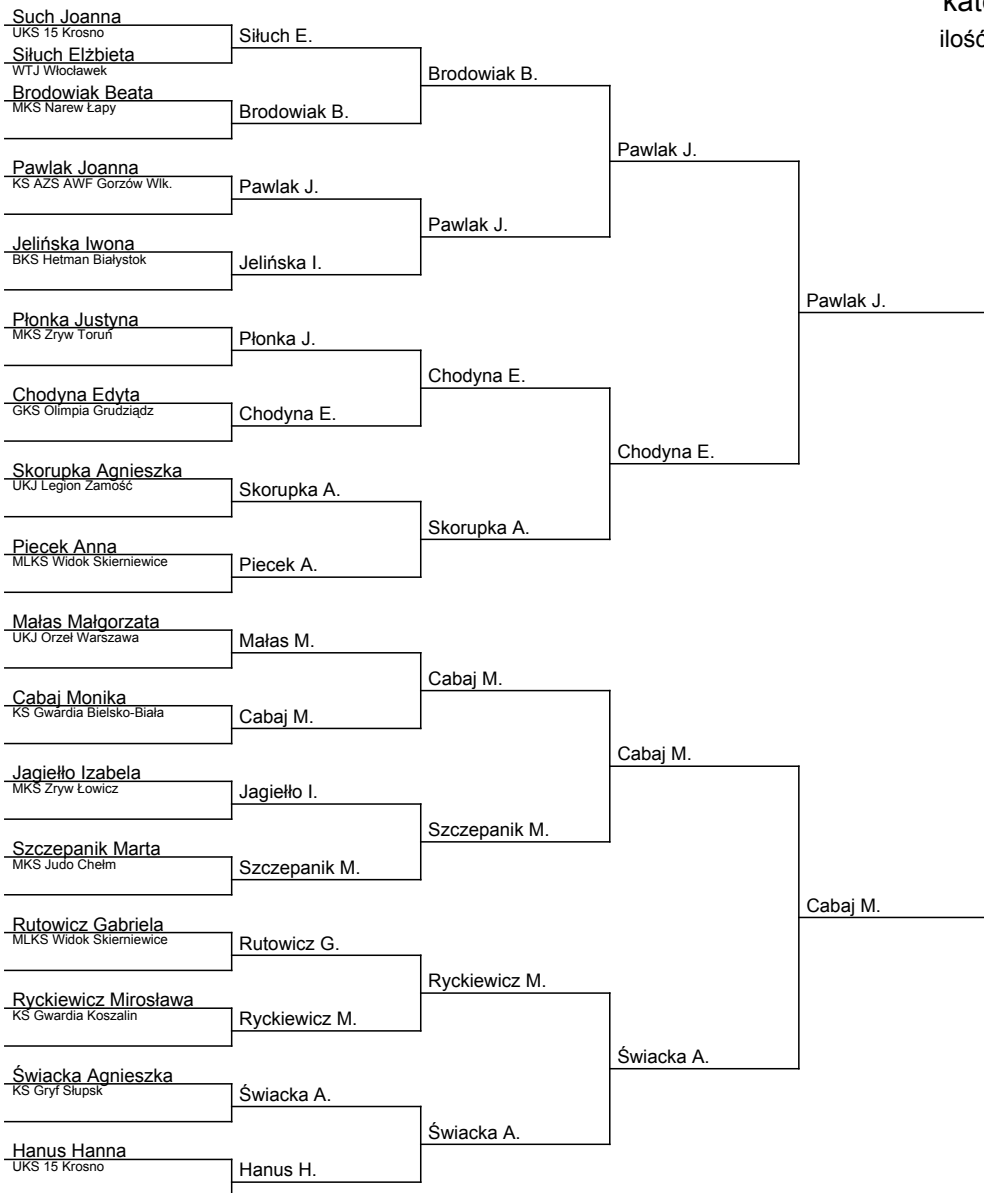 kate
ilość
Such Joanna
UKS 15 Krosno
Siłuch Elżbieta
WTJ Włocławek
Brodowiak Beata
MKS Narew Łapy
Pawlak Joanna
KS AZS AWF Gorzów Wlk.
Jelińska Iwona
BKS Hetman Białystok
Płonka Justyna
MKS Zryw Toruń
Chodyna Edyta
GKS Olimpia Grudziądz
Skorupka Agnieszka
UKJ Legion Zamość
Piecek Anna
MLKS Widok Skierniewice
Małas Małgorzata
UKJ Orzeł Warszawa
Cabaj Monika
KS Gwardia Bielsko-Biała
Jagiełło Izabela
MKS Zryw Łowicz
Szczepanik Marta
MKS Judo Chełm
Rutowicz Gabriela
MLKS Widok Skierniewice
Ryckiewicz Mirosława
KS Gwardia Koszalin
Świacka Agnieszka
KS Gryf Słupsk
Hanus Hanna
UKS 15 Krosno
Siłuch E.
Brodowiak B.
Pawlak J.
Jelińska I.
Płonka J.
Chodyna E.
Skorupka A.
Piecek A.
Małas M.
Cabaj M.
Jagiełło I.
Szczepanik M.
Rutowicz G.
Ryckiewicz M.
Świacka A.
Hanus H.
Brodowiak B.
Pawlak J.
Chodyna E.
Skorupka A.
Cabaj M.
Szczepanik M.
Ryckiewicz M.
Świacka A.
Pawlak J.
Chodyna E.
Cabaj M.
Świacka A.
Pawlak J.
Cabaj M.